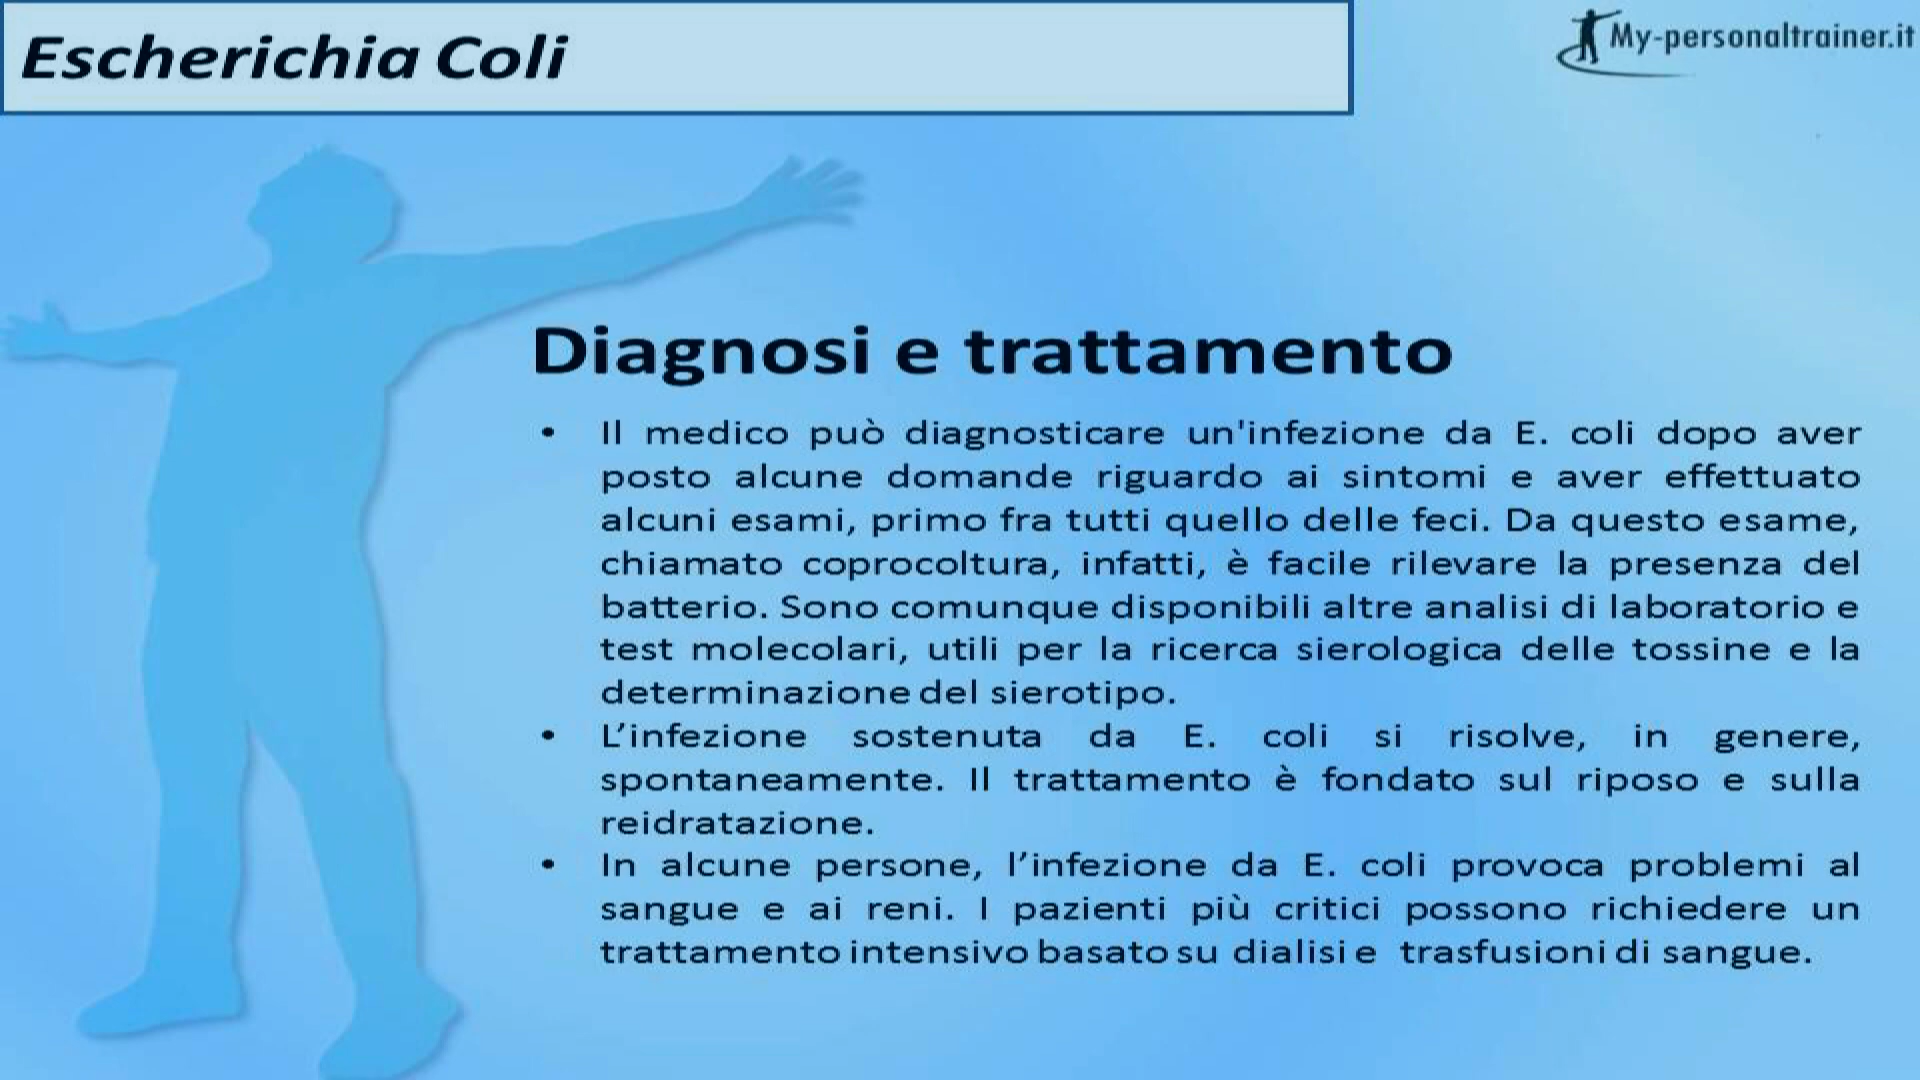 Escherichia Coli
My-personaltrainer.it
Diagnosi e trattamento
• Il medico può diagnosticare un'infezione da E. coli dopo aver
posto alcune domande riguardo ai sintomi e aver effettuato
alcuni esami, primo fra tutti quello delle feci. Da questo esame,
chiamato coprocoltura, infatti, è facile rilevare la presenza del
batterio. Sono comunque disponibili altre analisi di laboratorio e
test molecolari, utili per la ricerca sierologica delle tossine e la
determinazione del sierotipo.
• L’infezione sostenuta da E. coli si risolve, in genere,
spontaneamente. Il trattamento è fondato sul riposo e sulla
reidratazione.
• In alcune persone, l’infezione da E. coli provoca problemi al
sangue e ai reni. I pazienti più critici possono richiedere un
trattamento intensivo basato su dialisi e trasfusioni di sangue.